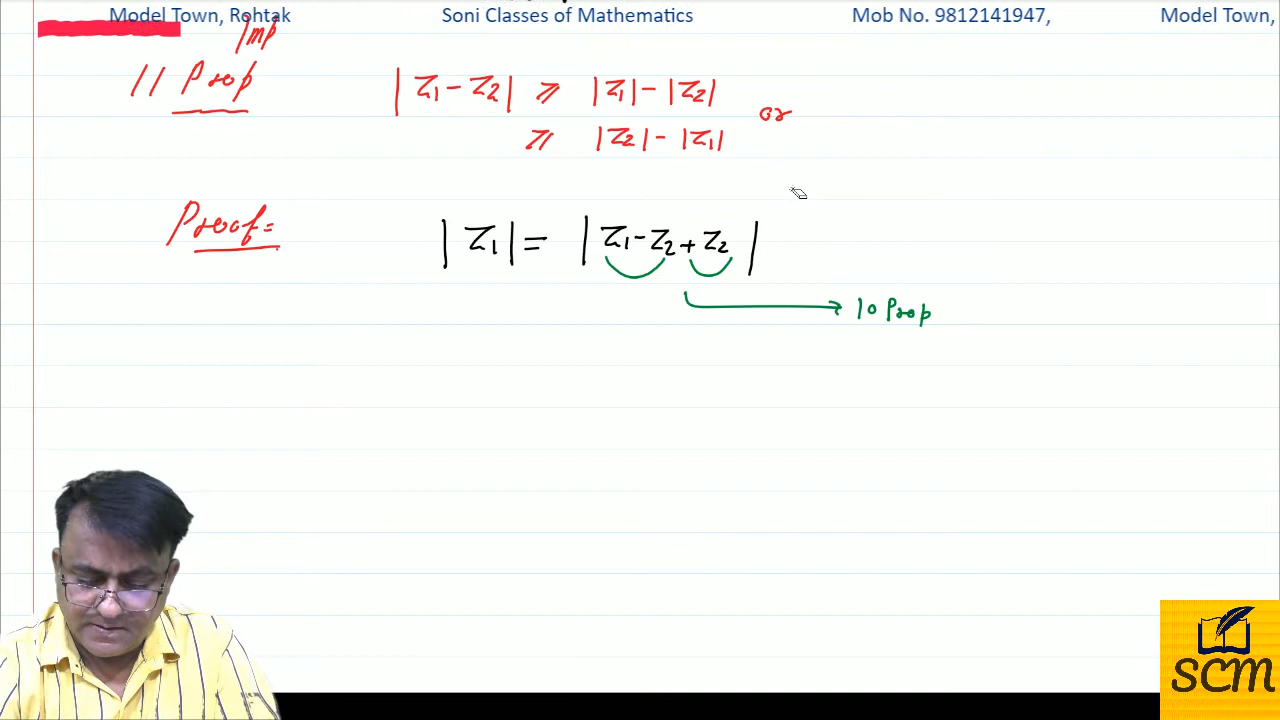 Model Town, Rohtak Soni Classes of Mathematics Mob No. 9812141947, Model Town,
Imp
11 Prop |Z1 - Z2| ≥ |Z1| - |Z2|
or
≥ |Z2| - |Z1|
Proof= |Z1| = |Z1 - Z2 + Z2|
10 Prop
SCM